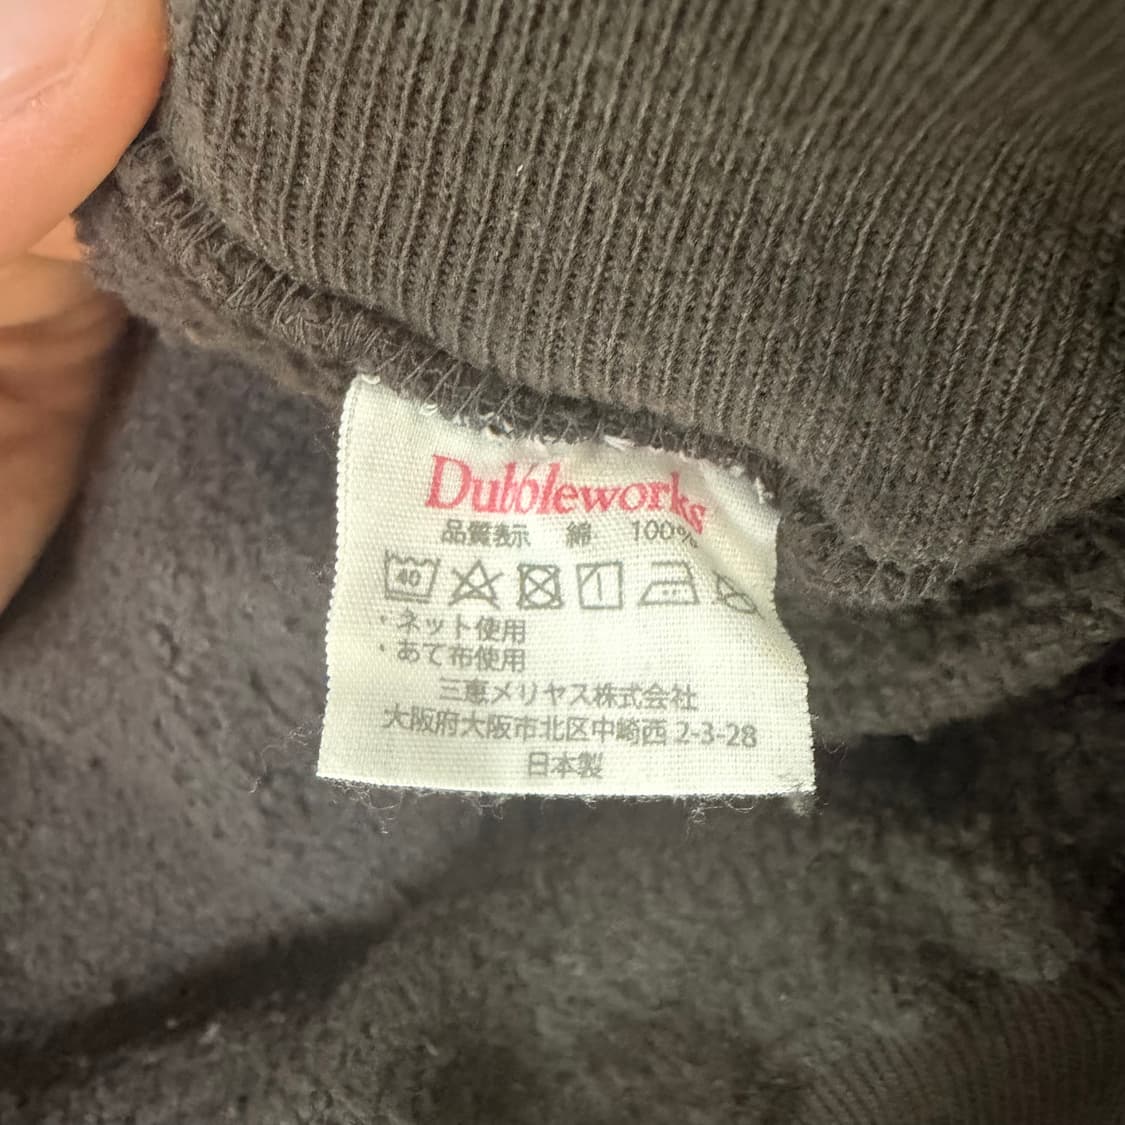 Dubbleworks
品質表示 綿 100%
40
・ネット使用
・あて布使用
三恵メリヤス株式会社
大阪府大阪市北区中崎西 2-3-28
日本製